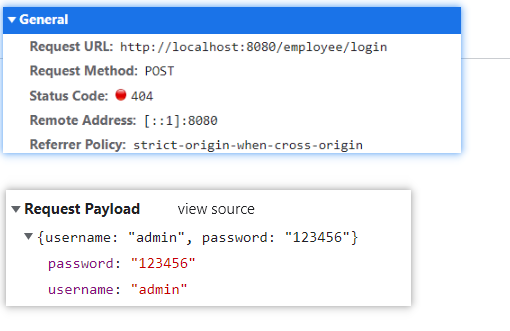 General
Request URL: http://localhost:8080/employee/login
Request Method: POST
Status Code: 404
Remote Address: [::1]:8080
Referrer Policy: strict-origin-when-cross-origin
Request Payload view source
{username: "admin", password: "123456"}
password: "123456"
username: "admin"